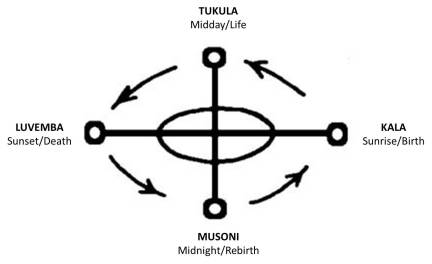 TUKULA
Midday/Life
LUVEMBA
Sunset/Death
KALA
Sunrise/Birth
MUSONI
Midnight/Rebirth